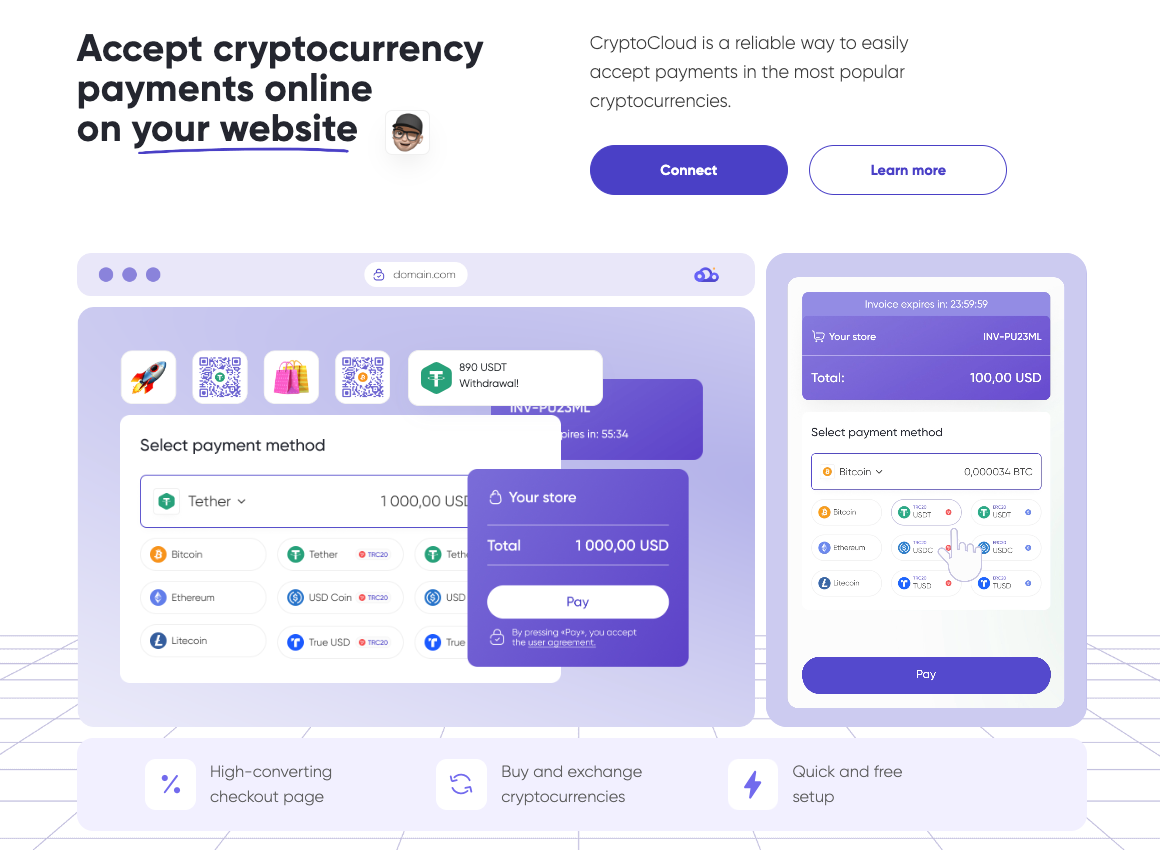 Accept cryptocurrency
payments online
on your website
CryptoCloud is a reliable way to easily
accept payments in the most popular
cryptocurrencies.
Connect
Learn more
domain.com
890 USDT
Withdrawal!
INV-PU23ML
pires in: 55:34
Select payment method
Tether
1 000,00 USD
Bitcoin
Tether TRC20
Tethe
Ethereum
USD Coin TRC20
USD
Litecoin
True USD TRC20
True
Your store
Total 1 000,00 USD
Pay
By pressing «Pay», you accept
the user agreement.
Invoice expires in: 23:59:59
Your store INV-PU23ML
Total: 100,00 USD
Select payment method
Bitcoin 0,000034 BTC
Bitcoin
TRC20
USDT
ERC20
USDT
Ethereum
TRC20
USDC
ERC20
USDC
Litecoin
TRC20
TUSD
ERC20
TUSD
Pay
High-converting
checkout page
Buy and exchange
cryptocurrencies
Quick and free
setup